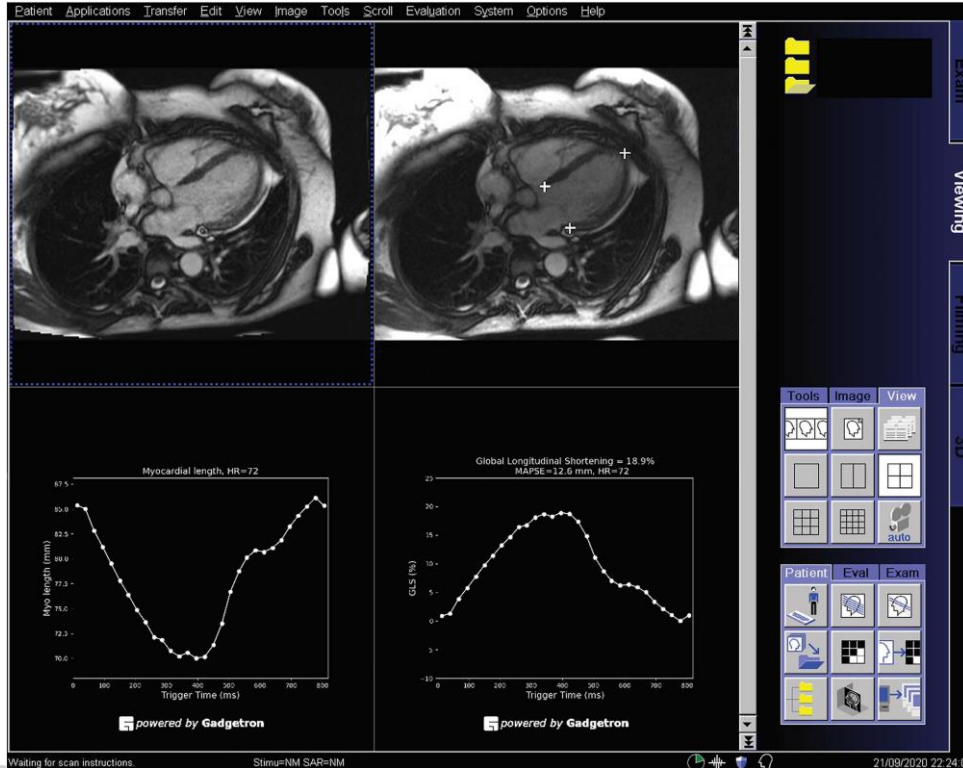 Patient Applications Transfer Edit View Image Tools Scroll Evaluation System Options Help
Exam
Viewing
Filming
3D
Tools Image View
auto
Patient Eval Exam
Myocardial length, HR=72
87.5
85.0
82.5
80.0
77.5
75.0
72.5
70.0
Myo length (mm)
0 100 200 300 400 500 600 700 800
Trigger Time (ms)
powered by Gadgetron
Global Longitudinal Shortening = 18.9%
MAPSE=12.6 mm, HR=72
25
20
15
10
5
0
−5
−10
GLS (%)
0 100 200 300 400 500 600 700 800
Trigger Time (ms)
powered by Gadgetron
Waiting for scan instructions. Stimu=NM SAR=NM 21/09/2020 22:24:0